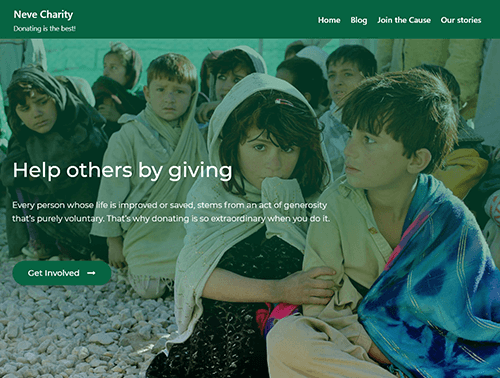 Neve Charity
Donating is the best!
Home Blog Join the Cause Our stories
Help others by giving
Every person whose life is improved or saved, stems from an act of generosity
that's purely voluntary. That's why donating is so extraordinary when you do it.
Get Involved →